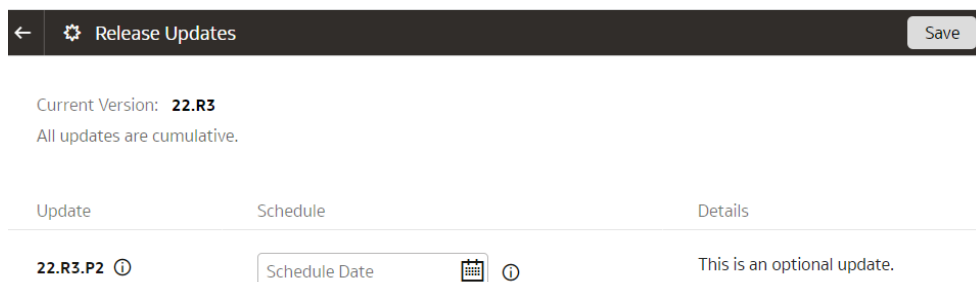 Release Updates
Save
Current Version: 22.R3
All updates are cumulative.
Update Schedule Details
22.R3.P2 Schedule Date This is an optional update.